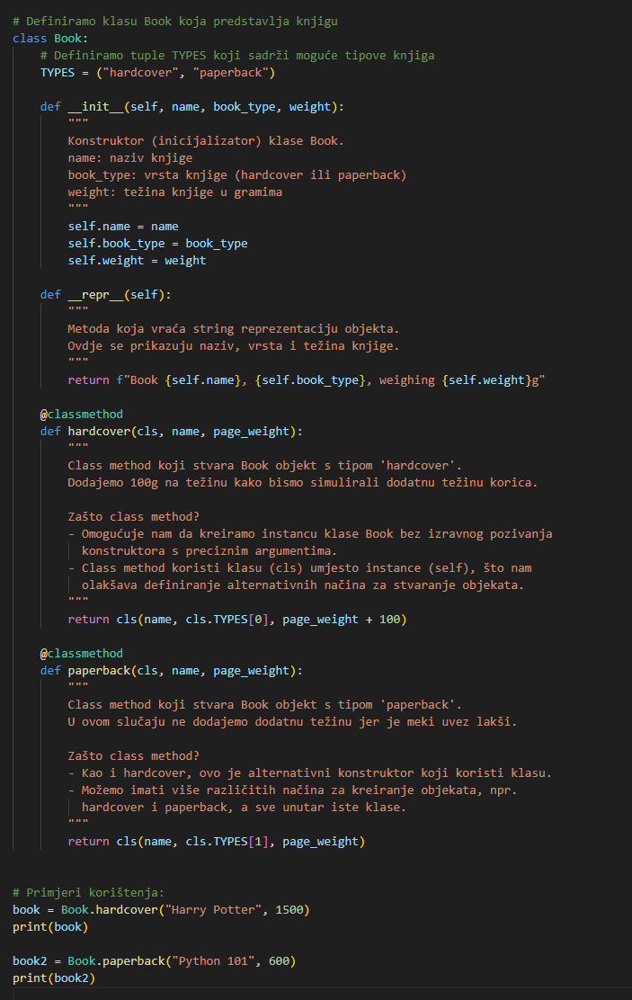 # Definiramo klasu Book koja predstavlja knjigu
class Book:
    # Definiramo tuple TYPES koji sadrži moguće tipove knjiga
    TYPES = ("hardcover", "paperback")

    def __init__(self, name, book_type, weight):
        """
        Konstruktor (inicijalizator) klase Book.
        name: naziv knjige
        book_type: vrsta knjige (hardcover ili paperback)
        weight: težina knjige u gramima
        """
        self.name = name
        self.book_type = book_type
        self.weight = weight

    def __repr__(self):
        """
        Metoda koja vraća string reprezentaciju objekta.
        Ovdje se prikazuju naziv, vrsta i težina knjige.
        """
        return f"Book {self.name}, {self.book_type}, weighing {self.weight}g"

    @classmethod
    def hardcover(cls, name, page_weight):
        """
        Class method koji stvara Book objekt s tipom 'hardcover'.
        Dodajemo 100g na težinu kako bismo simulirali dodatnu težinu korica.

        Zašto class method?
        - Omogućuje nam da kreiramo instancu klase Book bez izravnog pozivanja
          konstruktora s preciznim argumentima.
        - Class method koristi klasu (cls) umjesto instance (self), što nam
          olakšava definiranje alternativnih načina za stvaranje objekata.
        """
        return cls(name, cls.TYPES[0], page_weight + 100)

    @classmethod
    def paperback(cls, name, page_weight):
        """
        Class method koji stvara Book objekt s tipom 'paperback'.
        U ovom slučaju ne dodajemo dodatnu težinu jer je meki uvez lakši.

        Zašto class method?
        - Kao i hardcover, ovo je alternativni konstruktor koji koristi klasu.
        - Možemo imati više različitih načina za kreiranje objekata, npr.
          hardcover i paperback, a sve unutar iste klase.
        """
        return cls(name, cls.TYPES[1], page_weight)


# Primjeri korištenja:
book = Book.hardcover("Harry Potter", 1500)
print(book)

book2 = Book.paperback("Python 101", 600)
print(book2)